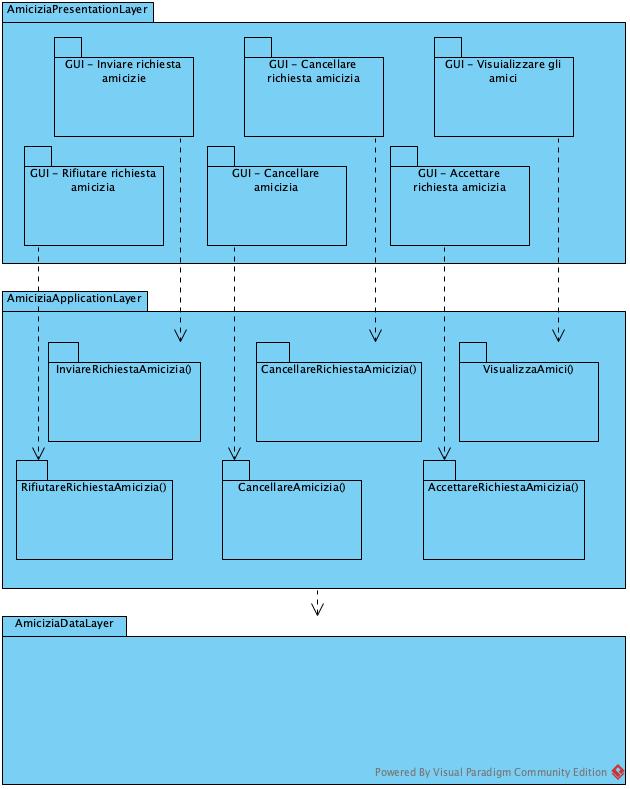 AmiciziaPresentationLayer
GUI - Inviare richiesta
amicizie
GUI - Cancellare
richiesta amicizia
GUI - Visuializzare gli
amici
GUI - Rifiutare richiesta
amicizia
GUI - Cancellare
amicizia
GUI - Accettare
richiesta amicizia
AmiciziaApplicationLayer
InviareRichiestaAmicizia()
CancellareRichiestaAmicizia()
VisualizzaAmici()
RifiutareRichiestaAmicizia()
CancellareAmicizia()
AccettareRichiestaAmicizia()
AmiciziaDataLayer
Powered By Visual Paradigm Community Edition